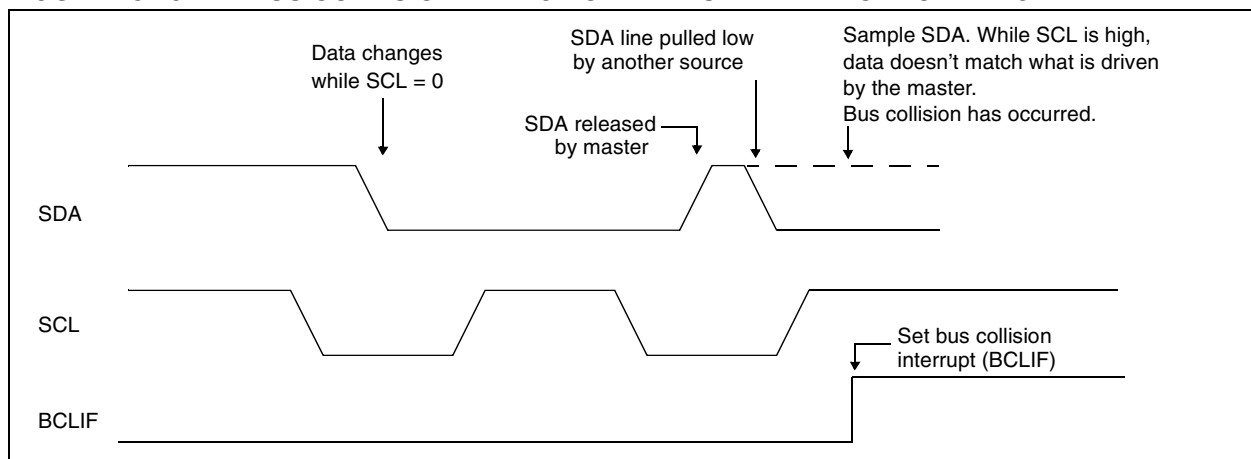 Data changes
while SCL = 0
SDA line pulled low
by another source
Sample SDA. While SCL is high,
data doesn't match what is driven
by the master.
Bus collision has occurred.
SDA released
by master
SDA
SCL
Set bus collision
interrupt (BCLIF)
BCLIF